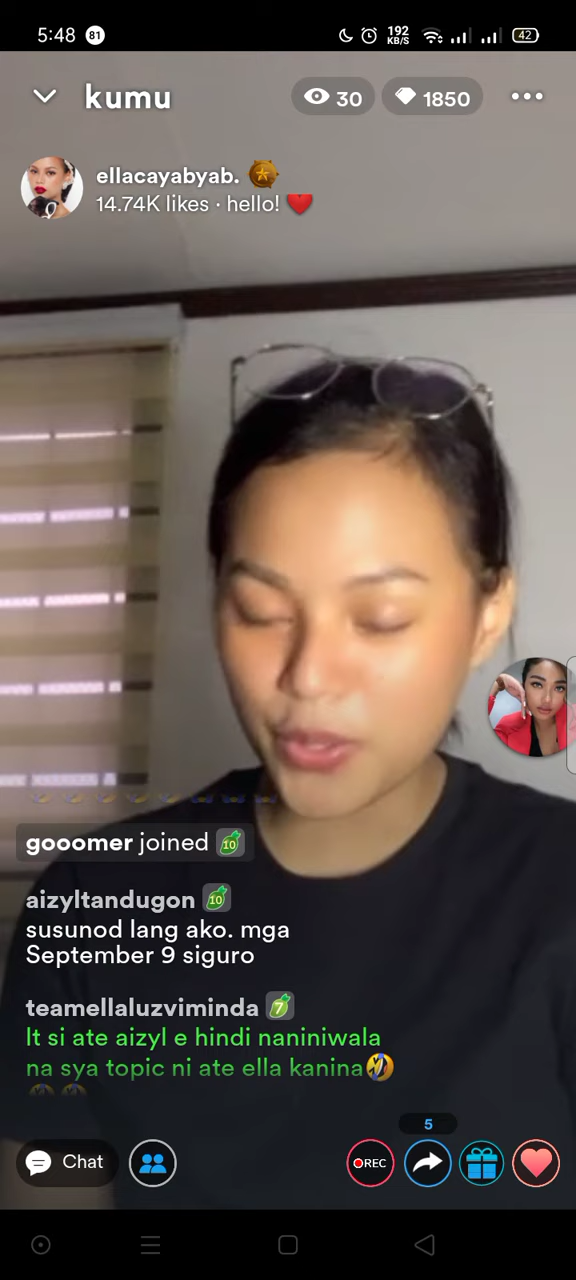 5:48 81 192 KB/S 42
kumu 30 1850
ellacayabyab.
14.74K likes · hello! ❤️
gooomer joined 10
aizyltandugon 10
susunod lang ako. mga
September 9 siguro
teamellaluzviminda 7
It si ate aizyl e hindi naniniwala
na sya topic ni ate ella kanina🤣
🤣🤣
5
Chat REC